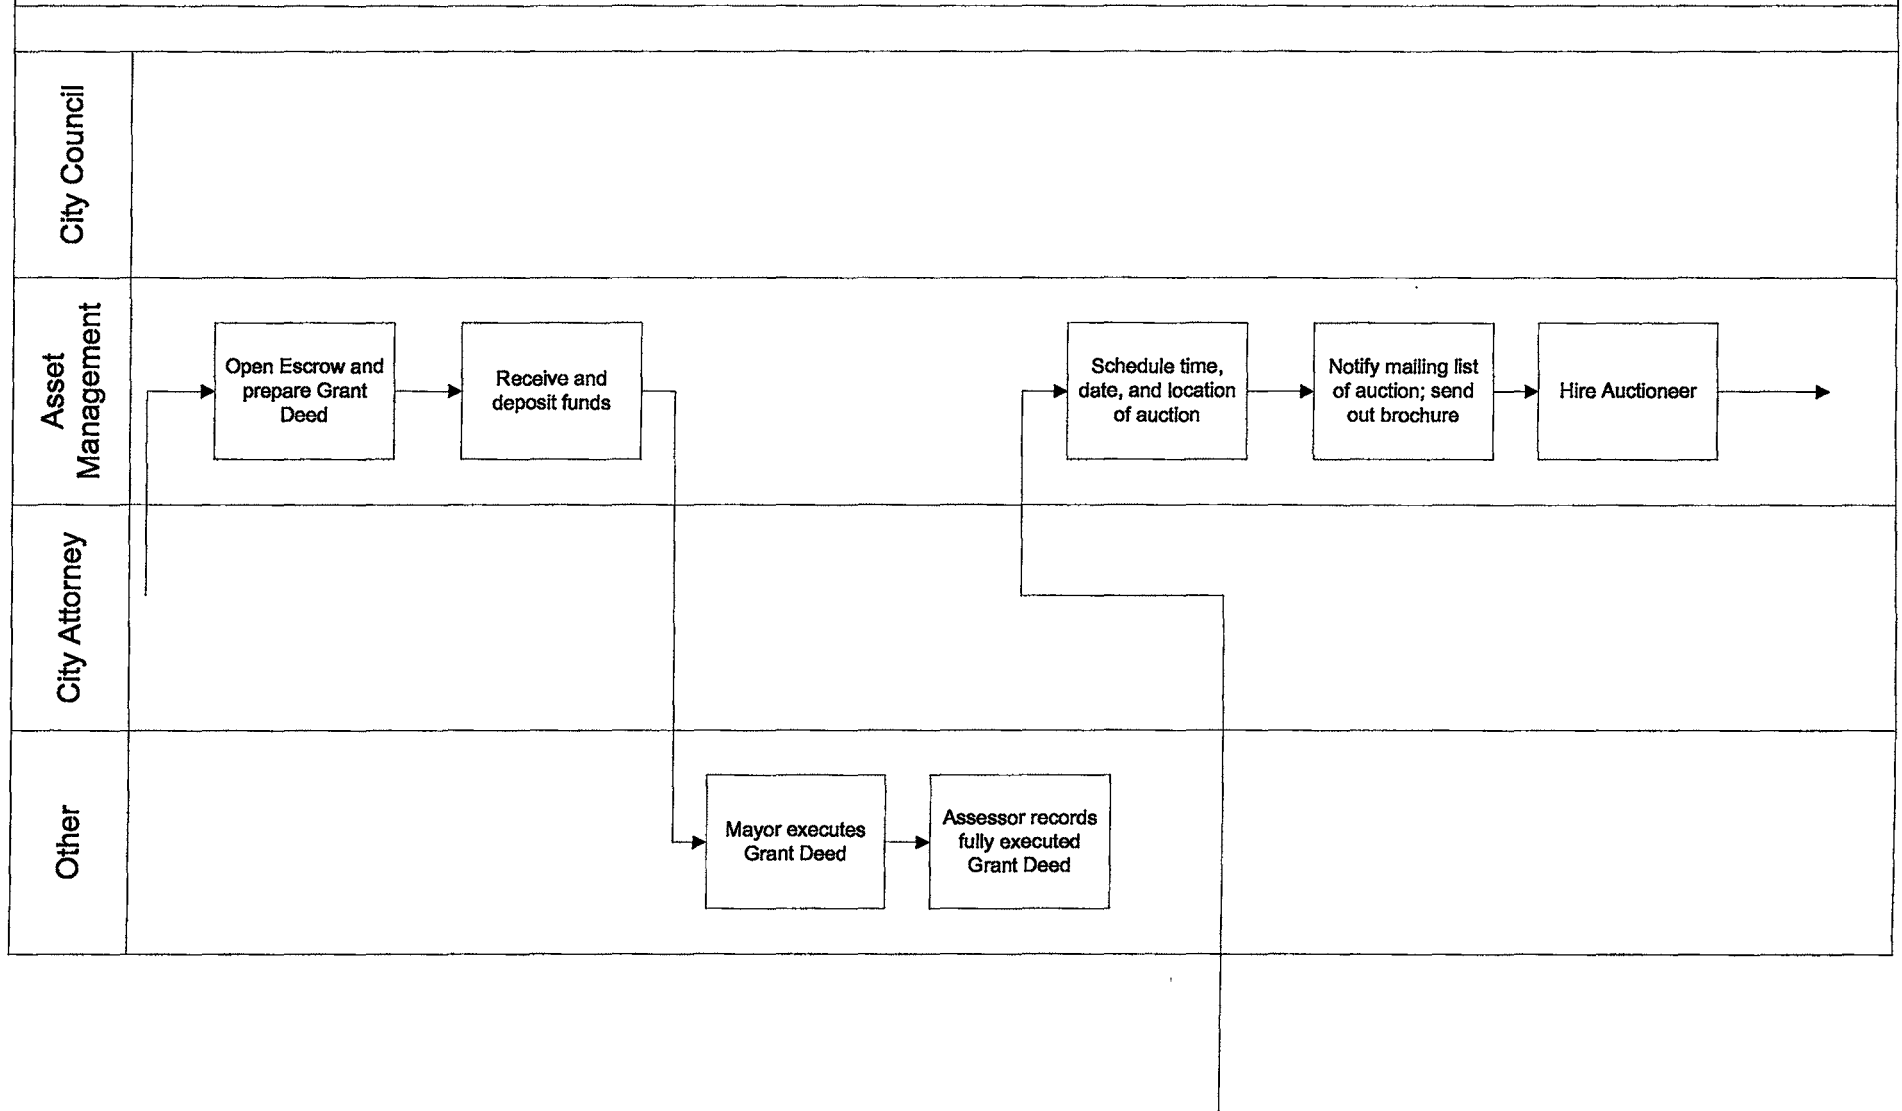 City Council
Asset
Management
Open Escrow and
prepare Grant
Deed
Receive and
deposit funds
Schedule time,
date, and location
of auction
Notify mailing list
of auction; send
out brochure
Hire Auctioneer
City Attorney
Other
Mayor executes
Grant Deed
Assessor records
fully executed
Grant Deed